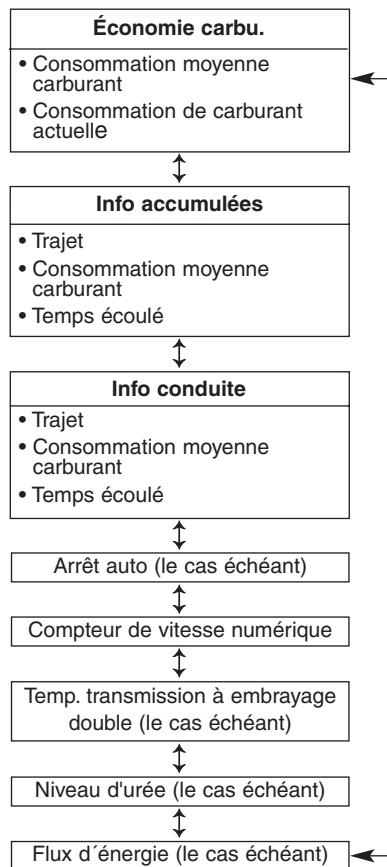 Économie carbu.
• Consommation moyenne
carburant
• Consommation de carburant
actuelle
Info accumulées
• Trajet
• Consommation moyenne
carburant
• Temps écoulé
Info conduite
• Trajet
• Consommation moyenne
carburant
• Temps écoulé
Arrêt auto (le cas échéant)
Compteur de vitesse numérique
Temp. transmission à embrayage
double (le cas échéant)
Niveau d'urée (le cas échéant)
Flux d´énergie (le cas échéant)